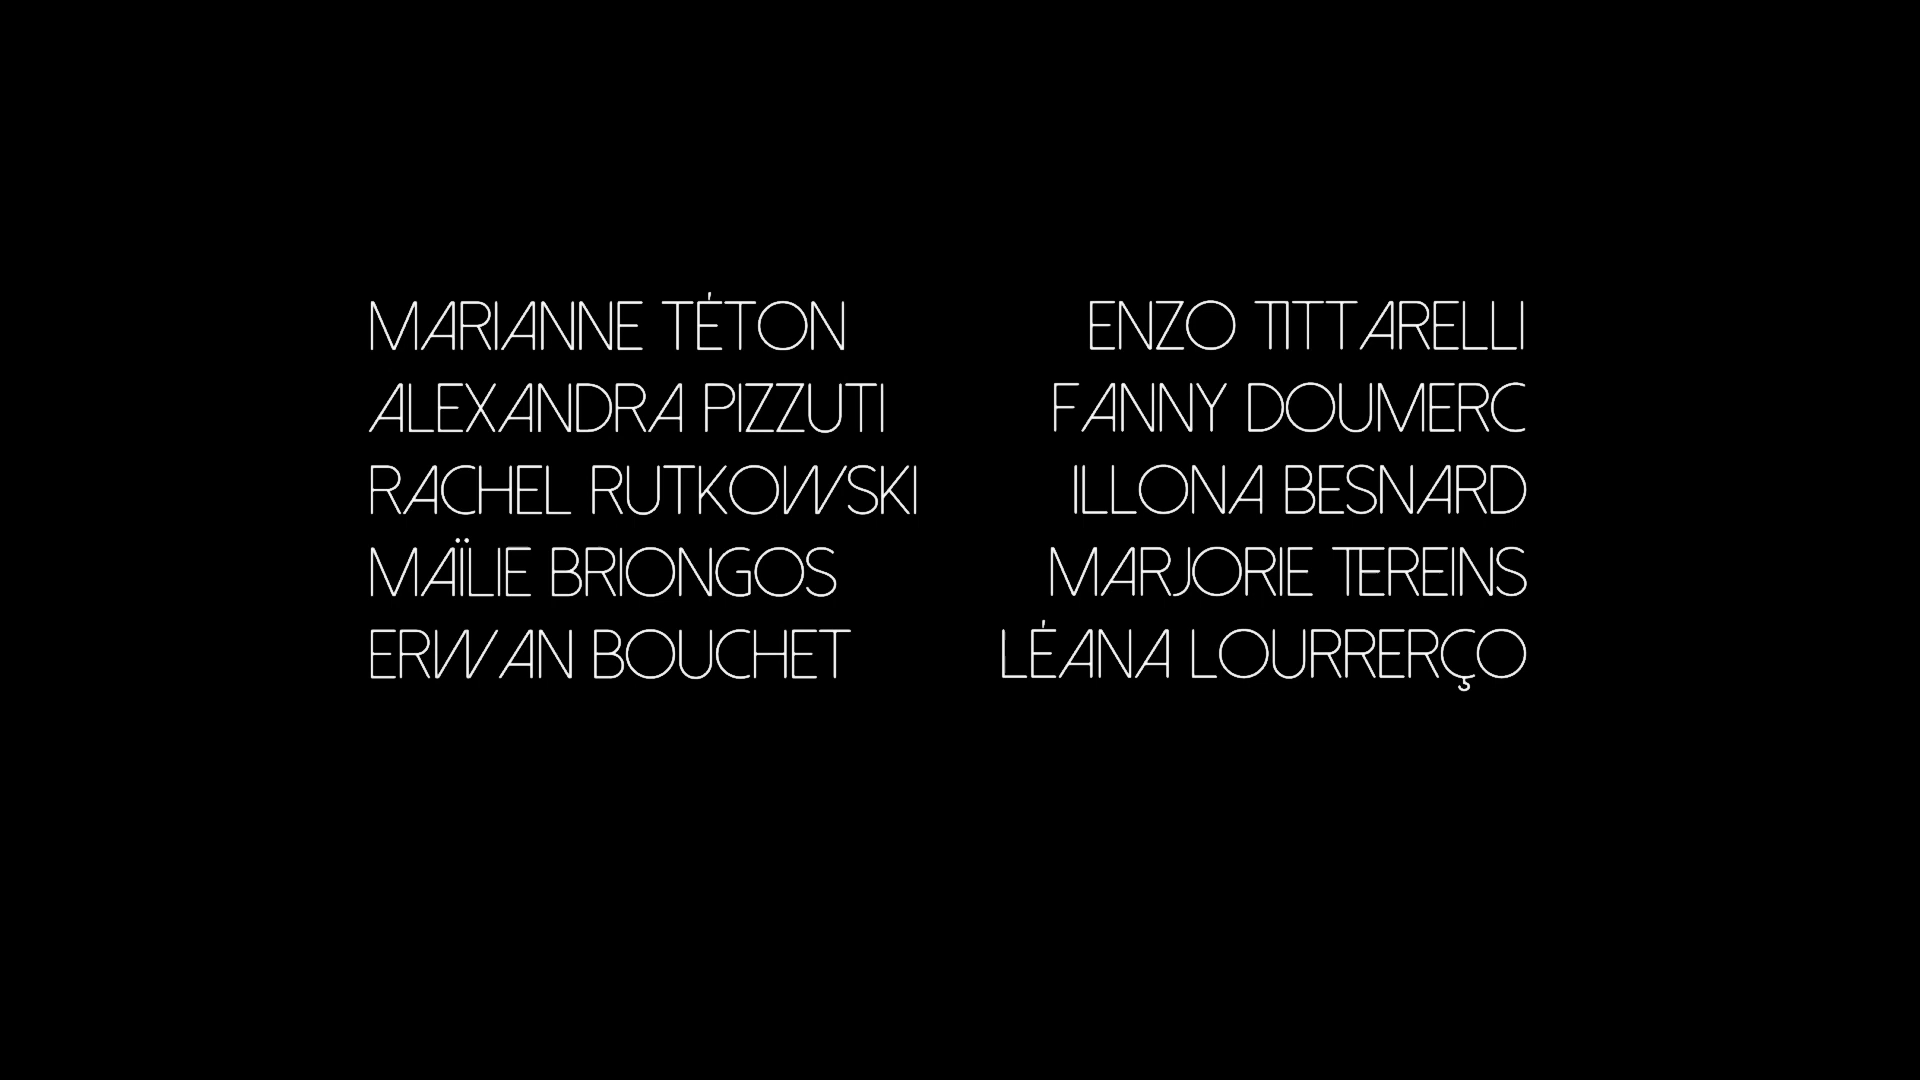 MARIANNE TÉTON
ALEXANDRA PIZZUTI
RACHEL RUTKOWSKI
MAÏLIE BRIONGOS
ERWAN BOUCHET
ENZO TITTARELLI
FANNY DOUMERC
ILLONA BESNARD
MARJORIE TEREINS
LÉANA LOURRERÇO